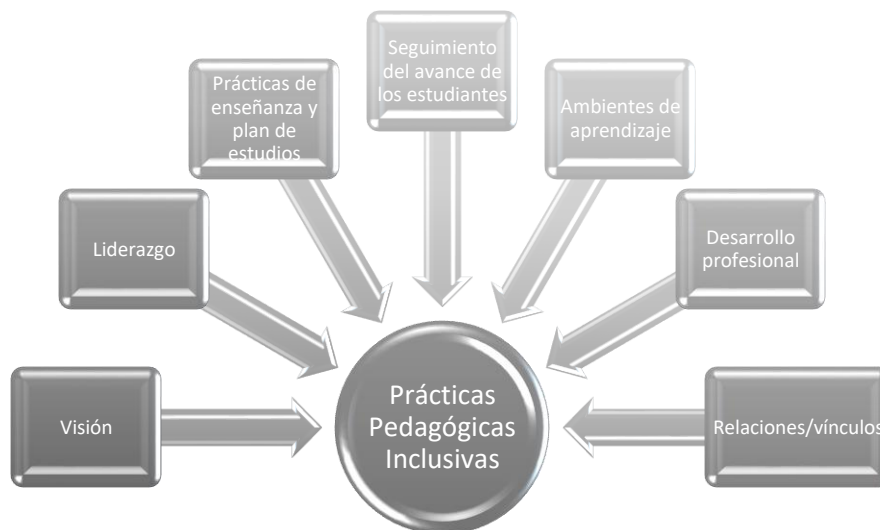 Seguimiento
del avance de
los estudiantes
Prácticas de
enseñanza y
plan de
estudios
Ambientes de
aprendizaje
Liderazgo
Desarrollo
profesional
Visión
Prácticas
Pedagógicas
Inclusivas
Relaciones/vínculos